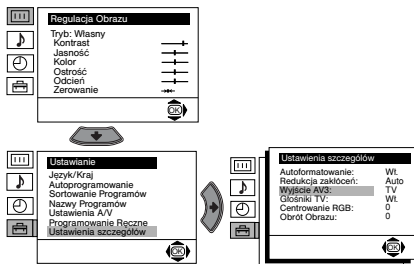 Regulacja Obrazu
Tryb: Własny
Kontrast
Jasność
Kolor
Ostrość
Odcień
Zerowanie
OK
Ustawianie
Język/Kraj
Autoprogramowanie
Sortowanie Programów
Nazwy Programów
Ustawienia A/V
Programowanie Ręczne
Ustawienia szczegółów
OK
Ustawienia szczegółów
Autoformatowanie: Wł.
Redukcja zakłóceń: Auto
Wyjście AV3: TV
Głośniki TV: Wł.
Centrowanie RGB: 0
Obrót Obrazu: 0
OK